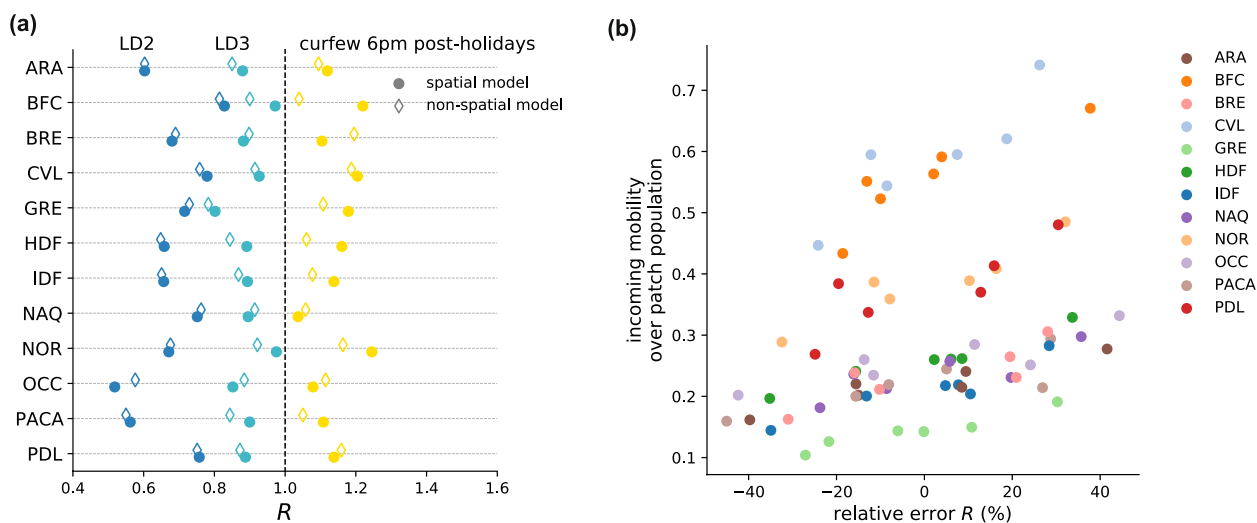 (a)
LD2 LD3 curfew 6pm post-holidays
spatial model
non-spatial model
ARA
BFC
BRE
CVL
GRE
HDF
IDF
NAQ
NOR
OCC
PACA
PDL
0.4 0.6 0.8 1.0 1.2 1.4 1.6
R
(b)
incoming mobility
over patch population
0.7
0.6
0.5
0.4
0.3
0.2
0.1
−40 −20 0 20 40
relative error R (%)
ARA
BFC
BRE
CVL
GRE
HDF
IDF
NAQ
NOR
OCC
PACA
PDL